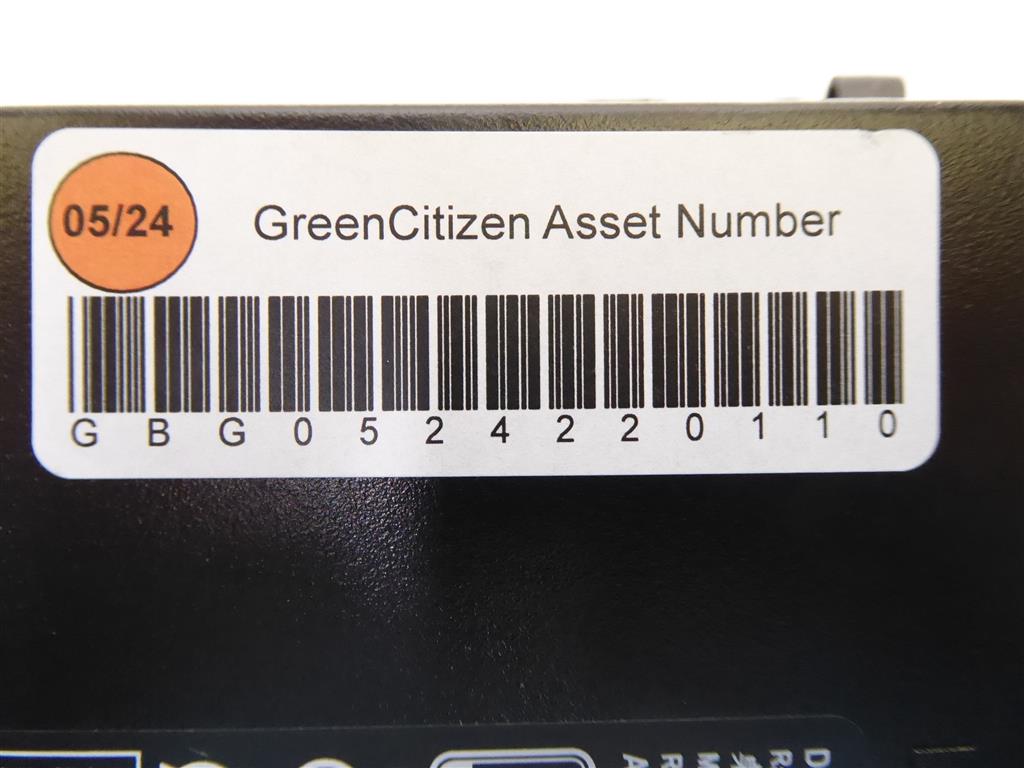 05/24
GreenCitizen Asset Number
GBG0524220110